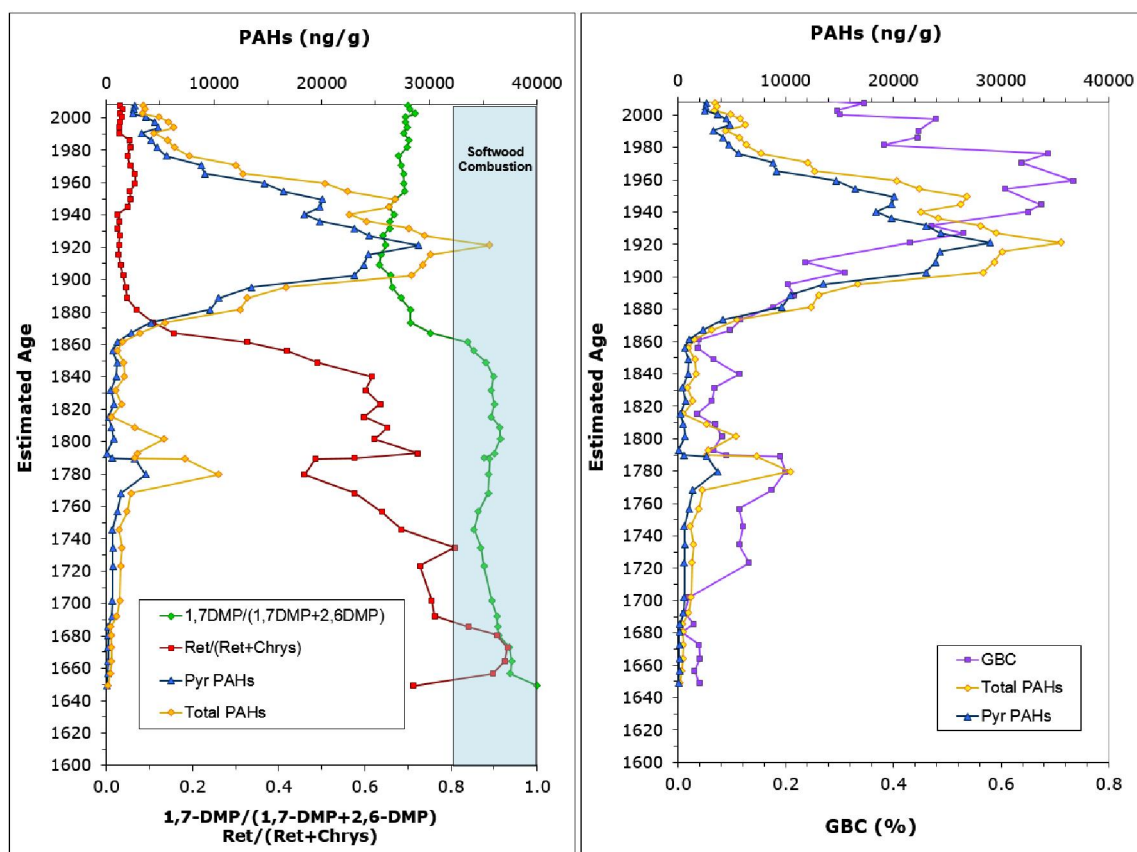 PAHs (ng/g)
0 10000 20000 30000 40000
Estimated Age
2000
1980
1960
1940
1920
1900
1880
1860
1840
1820
1800
1780
1760
1740
1720
1700
1680
1660
1640
1620
1600
Softwood
Combustion
1,7DMP/(1,7DMP+2,6DMP)
Ret/(Ret+Chrys)
Pyr PAHs
Total PAHs
0.0 0.2 0.4 0.6 0.8 1.0
1,7-DMP/(1,7-DMP+2,6-DMP)
Ret/(Ret+Chrys)
PAHs (ng/g)
0 10000 20000 30000 40000
Estimated Age
2000
1980
1960
1940
1920
1900
1880
1860
1840
1820
1800
1780
1760
1740
1720
1700
1680
1660
1640
1620
1600
GBC
Total PAHs
Pyr PAHs
0.0 0.2 0.4 0.6 0.8
GBC (%)